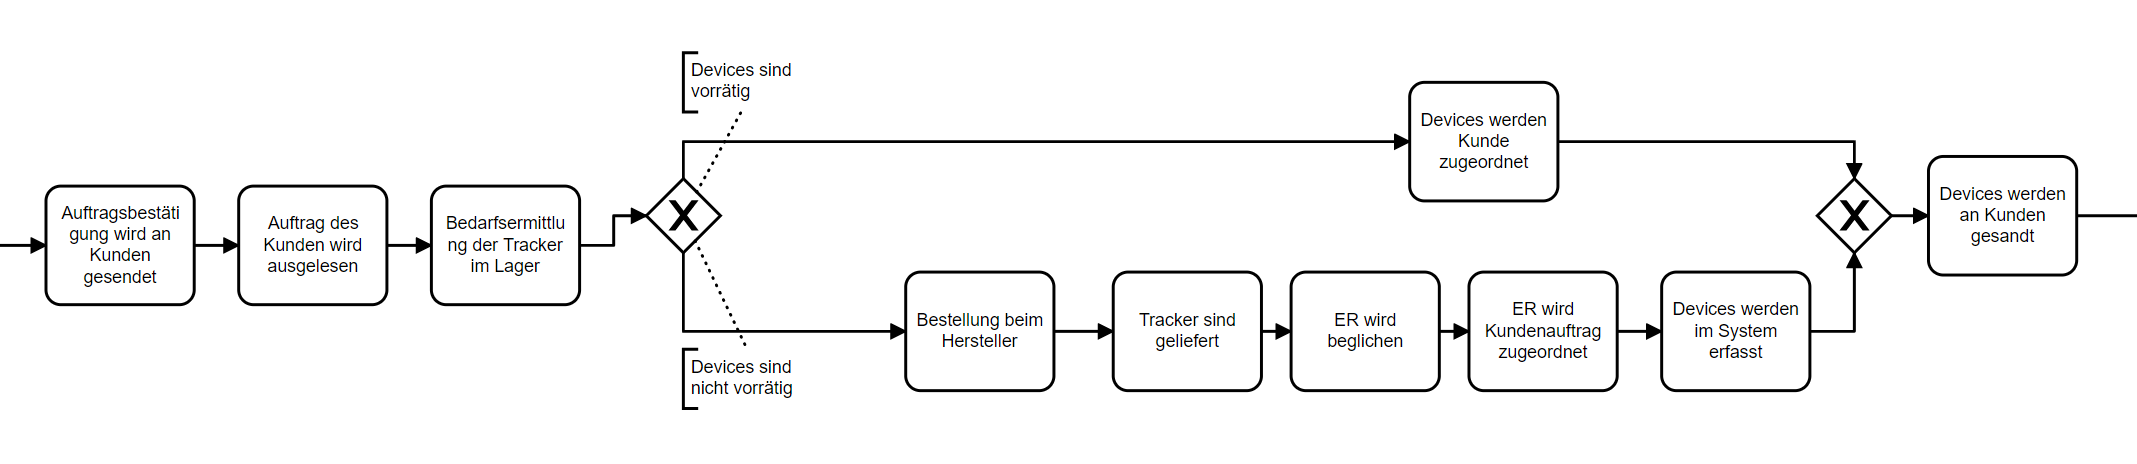 Devices sind
vorrätig
Devices werden
Kunde
zugeordnet
Auftragsbestäti
gung wird an
Kunden
gesendet
Auftrag des
Kunden wird
ausgelesen
Bedarfsermittlu
ng der Tracker
im Lager
X
X
Devices werden
an Kunden
gesandt
Bestellung beim
Hersteller
Tracker sind
geliefert
ER wird
beglichen
ER wird
Kundenauftrag
zugeordnet
Devices werden
im System
erfasst
Devices sind
nicht vorrätig